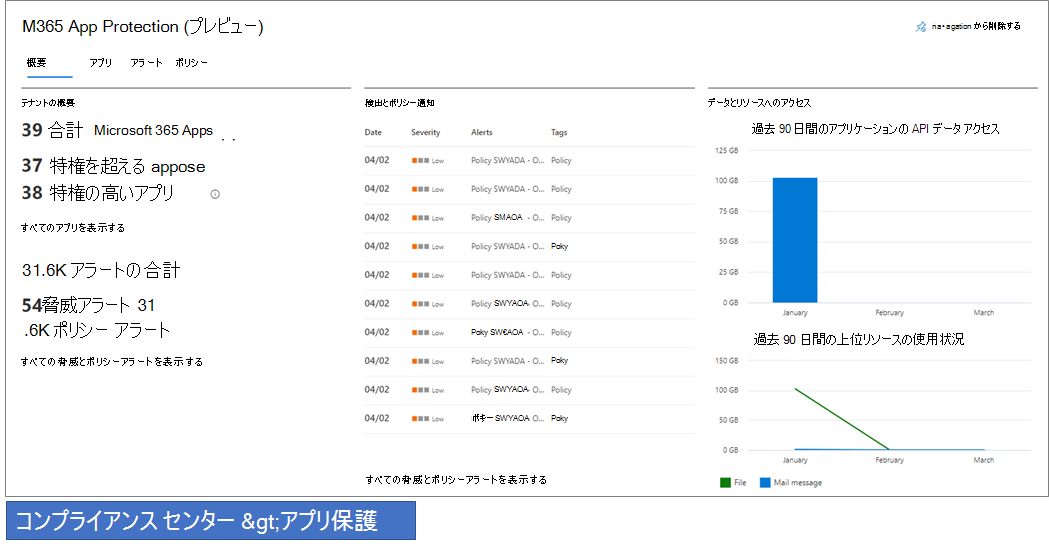 M365 App Protection (プレビュー)
na•agation から削除する
概要 アプリ アラート ポリシー
テナントの概要
39 合計 Microsoft 365 Apps
37 特権を超える appose
38 特権の高いアプリ
すべてのアプリを表示する
31.6K アラートの合計
54脅威アラート 31
.6K ポリシー アラート
すべての脅威とポリシーアラートを表示する
検出とポリシー通知
Date Severity Alerts Tags
04/02 Low Policy SWYADA - O... Policy
04/02 Low Policy SWYADA - O... Policy
04/02 Low Policy SMAOA - O... Policy
04/02 Low Policy SWYADA - O... Poky
04/02 Low Policy SWYADA - O... Policy
04/02 Low Policy SWYAOA- O... Policy
04/02 Low Poky SW€AOA - O... Policy
04/02 Low Policy SWYADA - O... Poky
04/02 Low Policy SWYAOA- O... Policy
04/02 Low ポキー SWYAOA- O... Poky
すべての脅威とポリシーアラートを表示する
データとリソースへのアクセス
過去 90 日間のアプリケーションの API データ アクセス
125 GB
100 GB
75 GB
50 GB
25 GB
0 GB
January February March
過去 90 日間の上位リソースの使用状況
150 GB
100 GB
50 GB
0 GB
January February March
File Mail message
コンプライアンス センター &gt;アプリ保護